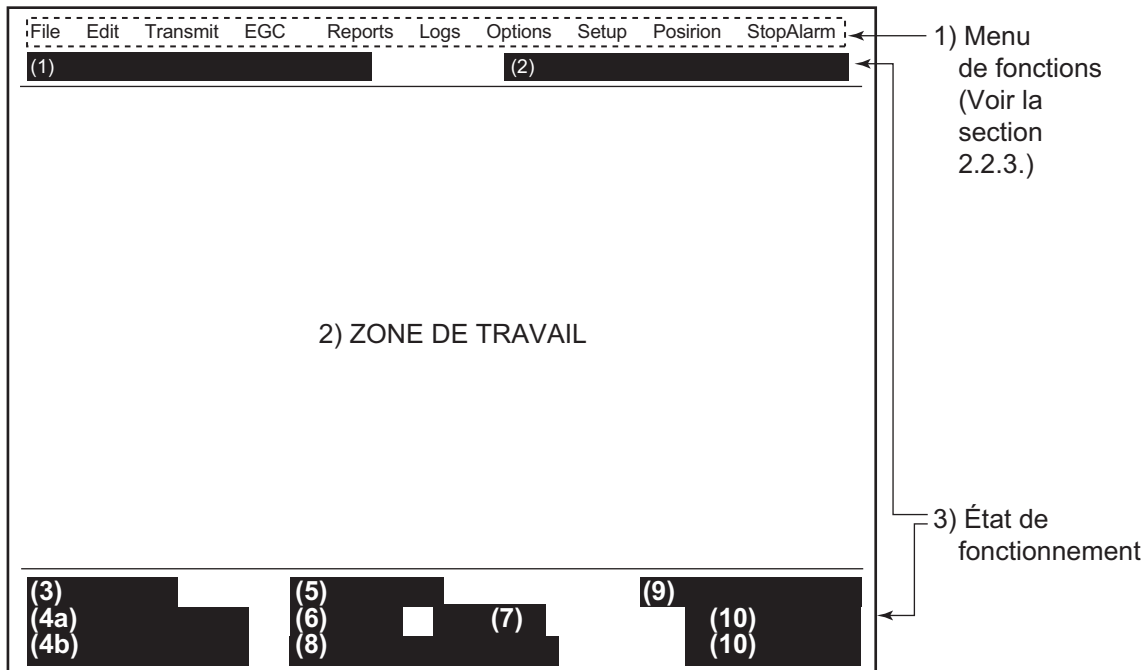 File Edit Transmit EGC Reports Logs Options Setup Posirion StopAlarm
(1) (2)
1) Menu
de fonctions
(Voir la
section
2.2.3.)
2) ZONE DE TRAVAIL
3) État de
fonctionnement
(3) (5) (9)
(4a) (6) (7) (10)
(4b) (8) (10)